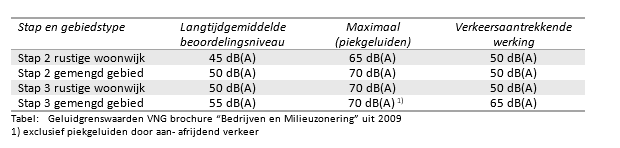 Stap en gebiedstype Langtijdgemiddelde beoordelingsniveau Maximaal (piekgeluiden) Verkeersaantrekkende werking
Stap 2 rustige woonwijk 45 dB(A) 65 dB(A) 50 dB(A)
Stap 2 gemengd gebied 50 dB(A) 70 dB(A) 50 dB(A)
Stap 3 rustige woonwijk 50 dB(A) 70 dB(A) 50 dB(A)
Stap 3 gemengd gebied 55 dB(A) 70 dB(A) 1) 65 dB(A)
Tabel: Geluidgrenswaarden VNG brochure “Bedrijven en Milieuzonering” uit 2009
1) exclusief piekgeluiden door aan- afrijdend verkeer